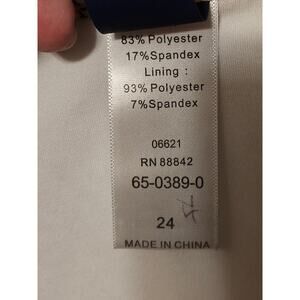 83% Polyester
17%Spandex
Lining :
93% Polyester
7%Spandex
06621
RN 88842
65-0389-0
24
MADE IN CHINA